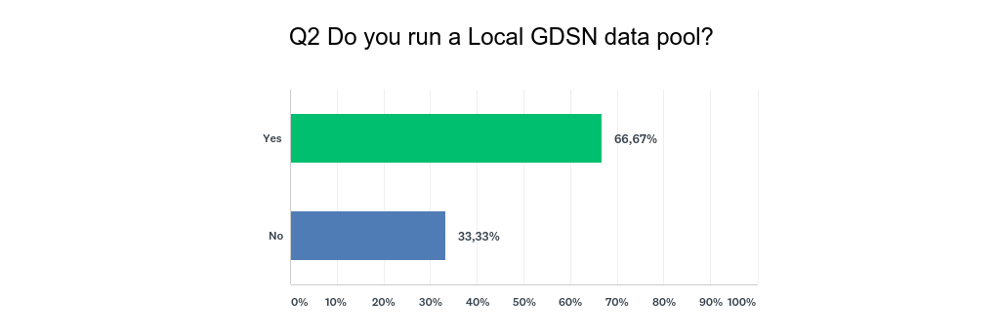 Q2 Do you run a Local GDSN data pool?
Yes
66,67%
No
33,33%
0% 10% 20% 30% 40% 50% 60% 70% 80% 90% 100%